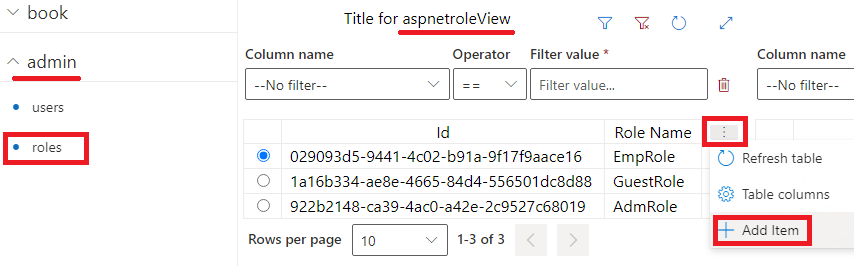 book
Title for aspnetroleView
admin
Column name Operator Filter value * Column name
--No filter-- == Filter value... --No filter--
users
roles
Id Role Name
029093d5-9441-4c02-b91a-9f17f9aace16 EmpRole
Refresh table
1a16b334-ae8e-4665-84d4-556501dc8d88 GuestRole
Table columns
922b2148-ca39-4ac0-a42e-2c9527c68019 AdmRole
Add Item
Rows per page 10 1-3 of 3